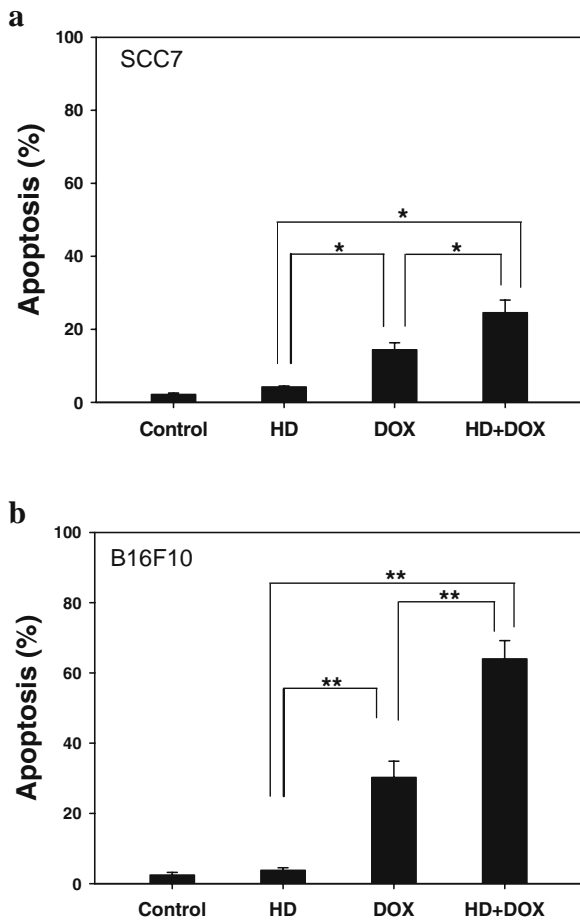 a
SCC7
Apoptosis (%)
100
80
60
40
20
0
*
*
*
Control HD DOX HD+DOX
b
B16F10
Apoptosis (%)
100
80
60
40
20
0
**
**
**
Control HD DOX HD+DOX